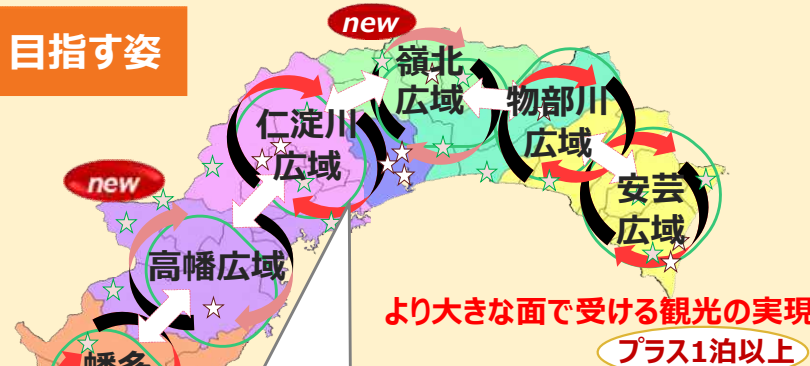 目指す姿
new
嶺北
広域
物部川
広域
仁淀川
広域
new
安芸
広域
高幡広域
幡多
より大きな面で受ける観光の実現
プラス1泊以上